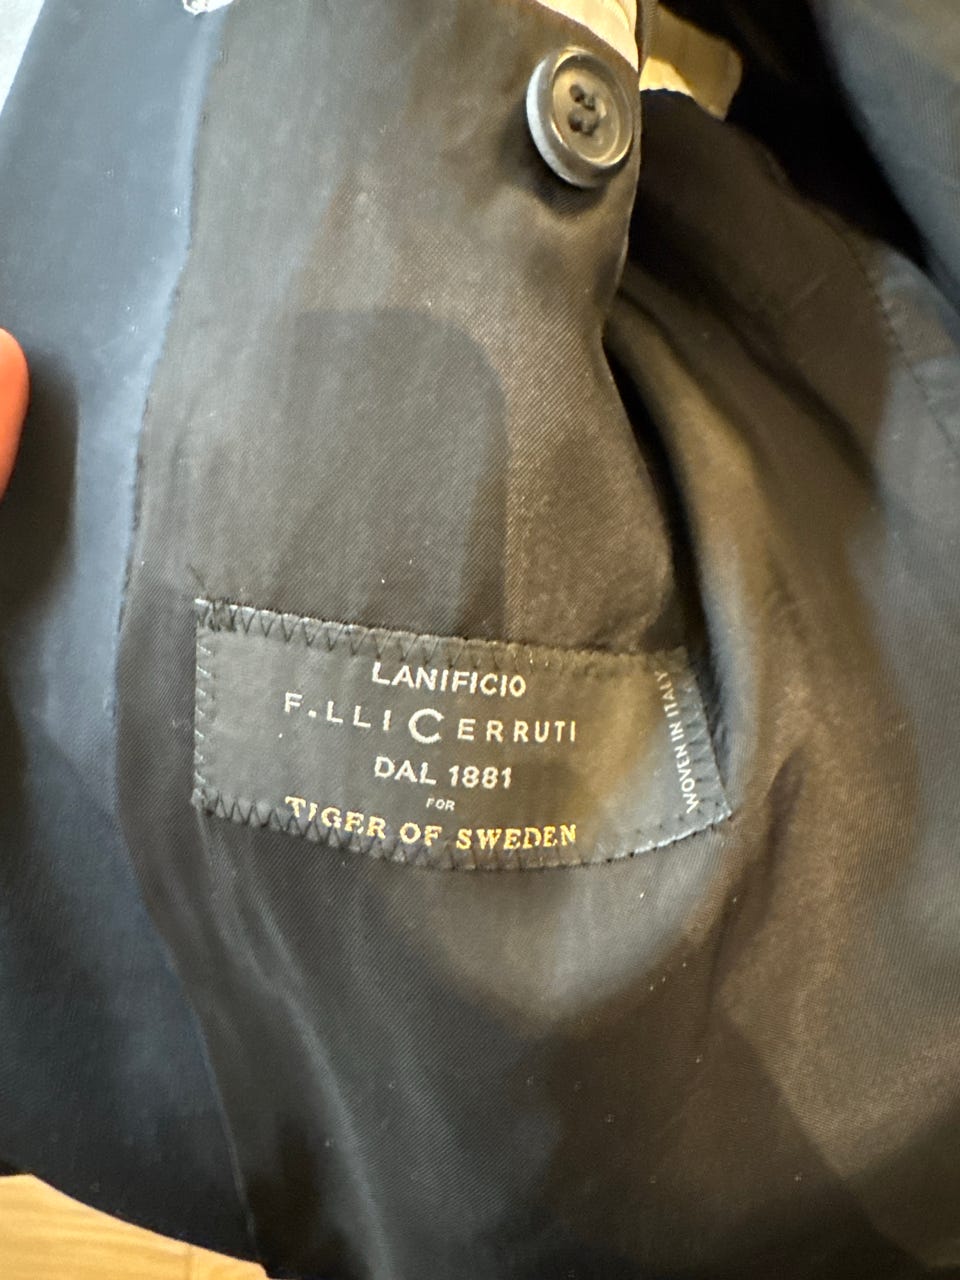 LANIFICIO
F.LLI CERRUTI
DAL 1881
FOR
TIGER OF SWEDEN
WOVEN IN ITALY